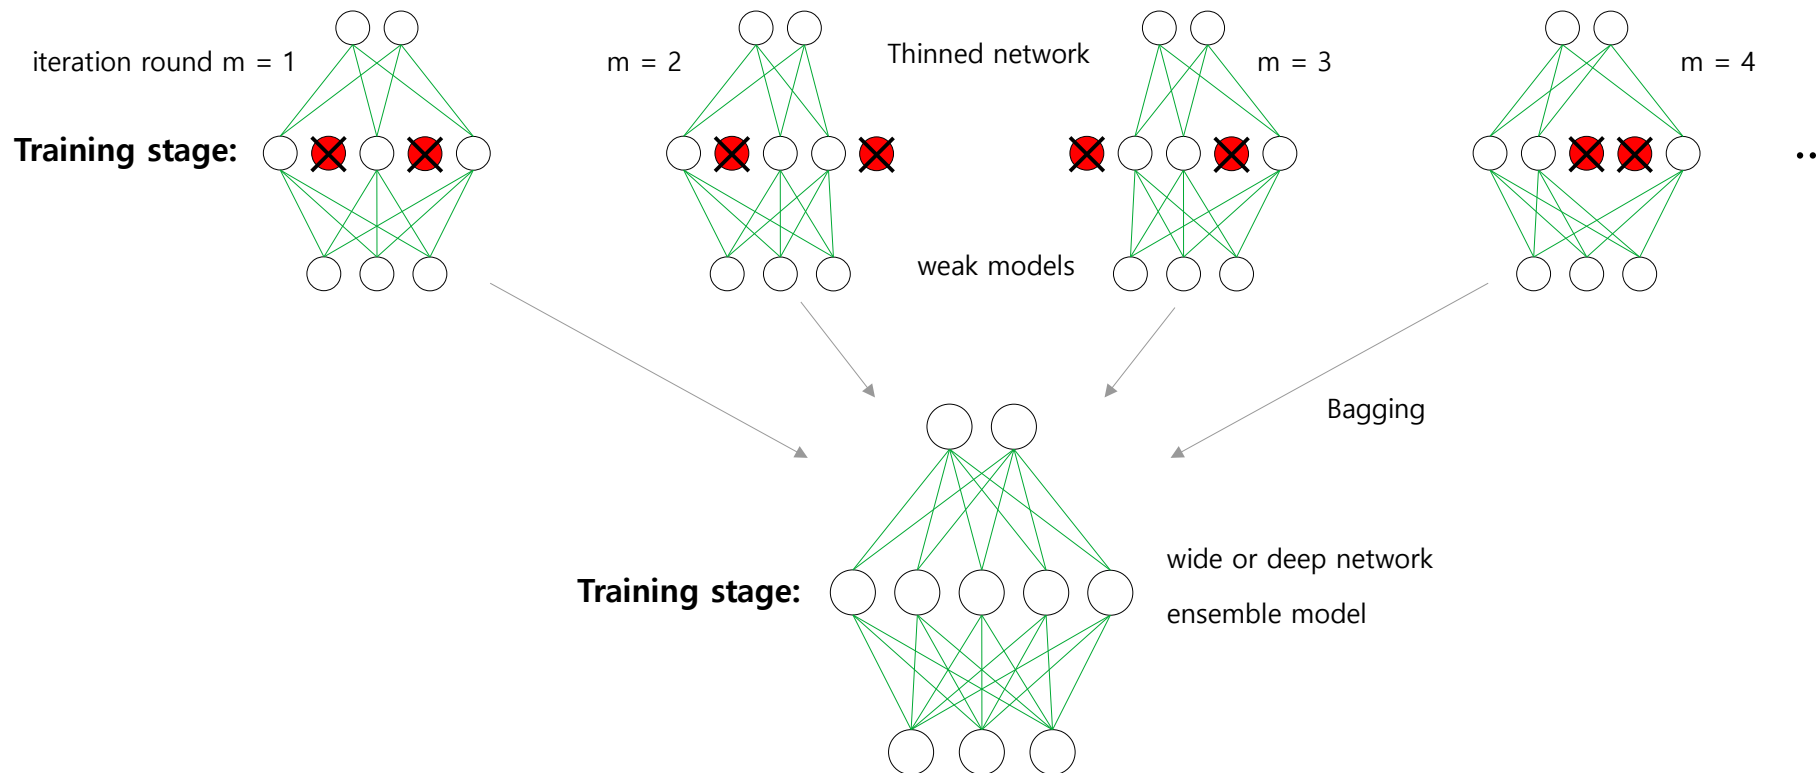 iteration round m = 1
m = 2
Thinned network
m = 3
m = 4
Training stage:
..
weak models
Bagging
Training stage:
wide or deep network
ensemble model